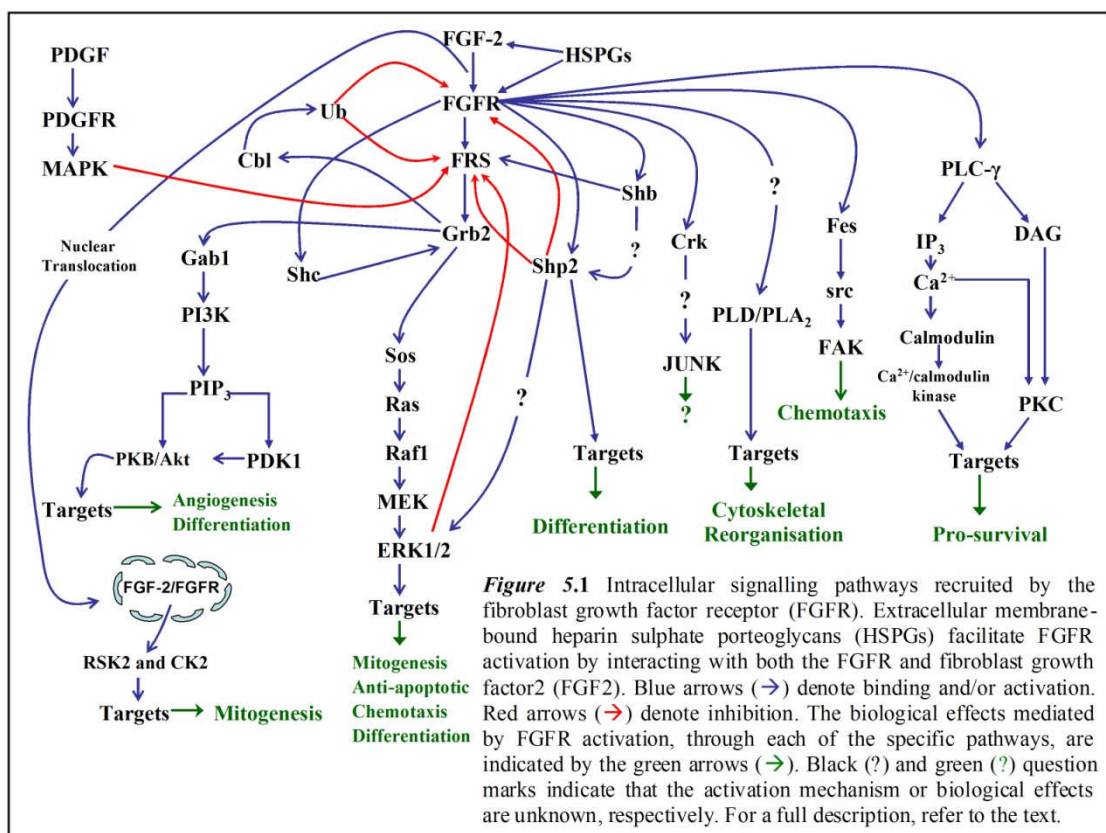 FGF-2
HSPGs
PDGF
PDGFR
MAPK
Ub
FGFR
Cbl
FRS
Shb
?
PLC-γ
Nuclear
Translocation
Gab1
Shc
Grb2
Shp2
?
Crk
?
Fes
IP3
DAG
Ca2+
PI3K
src
PLD/PLA2
Calmodulin
FAK
JUNK
?
Sos
PIP3
Ras
?
Chemotaxis
Ca2+/calmodulin
kinase
PKC
Raf1
PKB/Akt
PDK1
Targets
Targets
Targets
MEK
Targets
Angiogenesis
Differentiation
Differentiation
Cytoskeletal
Reorganisation
Pro-survival
ERK1/2
FGF-2/FGFR
Targets
RSK2 and CK2
Targets
Mitogenesis
Mitogenesis
Anti-apoptotic
Chemotaxis
Differentiation
Figure 5.1 Intracellular signalling pathways recruited by the
fibroblast growth factor receptor (FGFR). Extracellular membrane-
bound heparin sulphate porteoglycans (HSPGs) facilitate FGFR
activation by interacting with both the FGFR and fibroblast growth
factor2 (FGF2). Blue arrows (→) denote binding and/or activation.
Red arrows (→) denote inhibition. The biological effects mediated
by FGFR activation, through each of the specific pathways, are
indicated by the green arrows (→). Black (?) and green (?) question
marks indicate that the activation mechanism or biological effects
are unknown, respectively. For a full description, refer to the text.